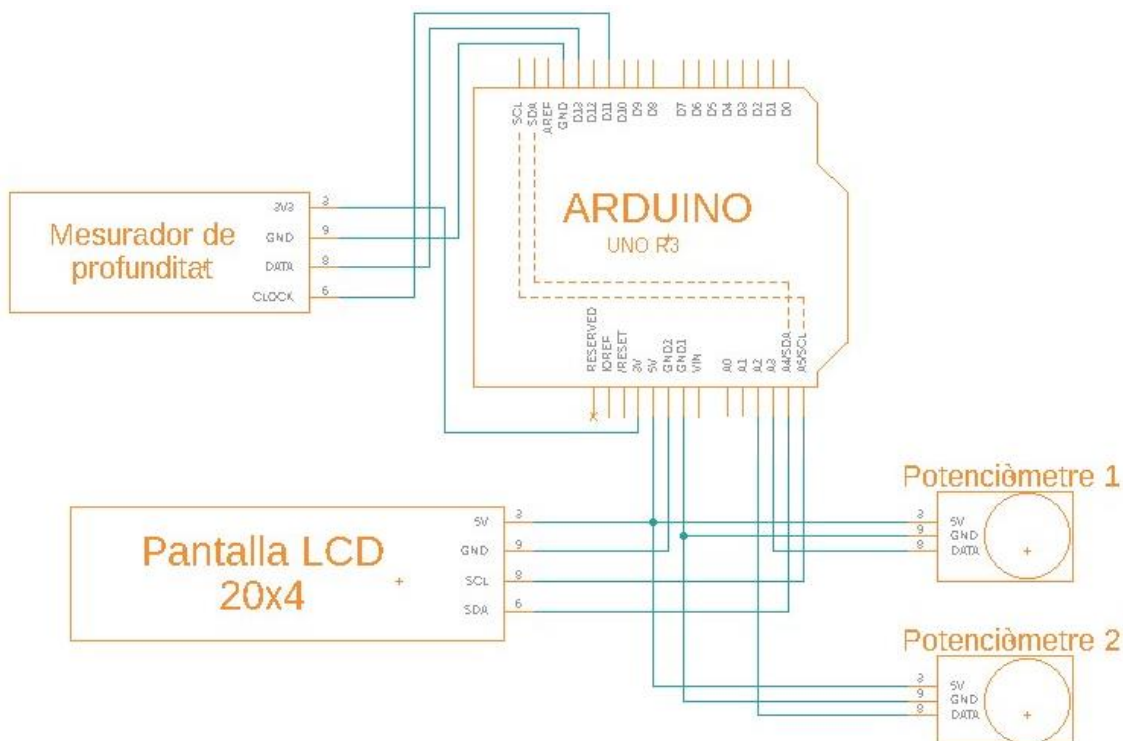 SCL
SDA
AREF
GND
D13
D12
D11
D10
D9
D8
D7
D6
D5
D4
D3
D2
D1
D0
ARDUINO
UNO R3
RESERVED
IOREF
/RESET
3V
5V
GND2
GND1
VIN
A0
A1
A2
A3
A4/SDA
A5/SCL
Mesurador de
profunditat
3V3 3
GND 9
DATA 8
CLOCK 6
Pantalla LCD
20x4
5V 3
GND 9
SCL 8
SDA 6
Potenciòmetre 1
3 5V
9 GND
8 DATA
Potenciòmetre 2
3 5V
9 GND
8 DATA